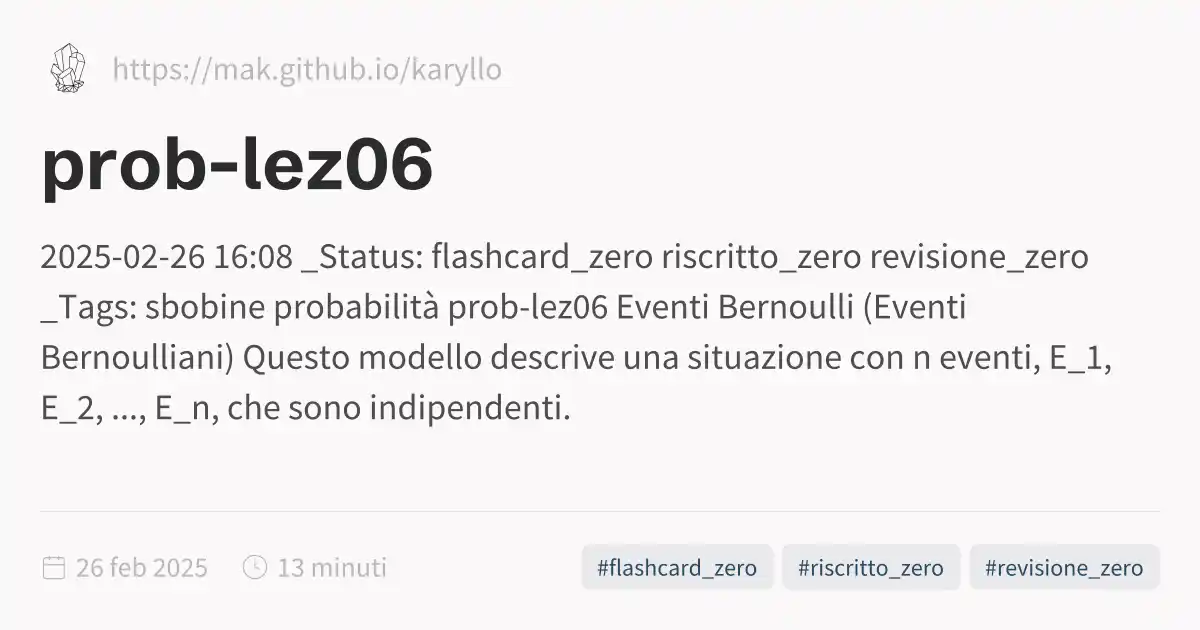 https://mak.github.io/karyllo
prob-lez06
2025-02-26 16:08 _Status: flashcard_zero riscritto_zero revisione_zero
_Tags: sbobine probabilità prob-lez06 Eventi Bernoulli (Eventi
Bernoulliani) Questo modello descrive una situazione con n eventi, E_1,
E_2, ..., E_n, che sono indipendenti.
26 feb 2025 13 minuti #flashcard_zero #riscritto_zero #revisione_zero